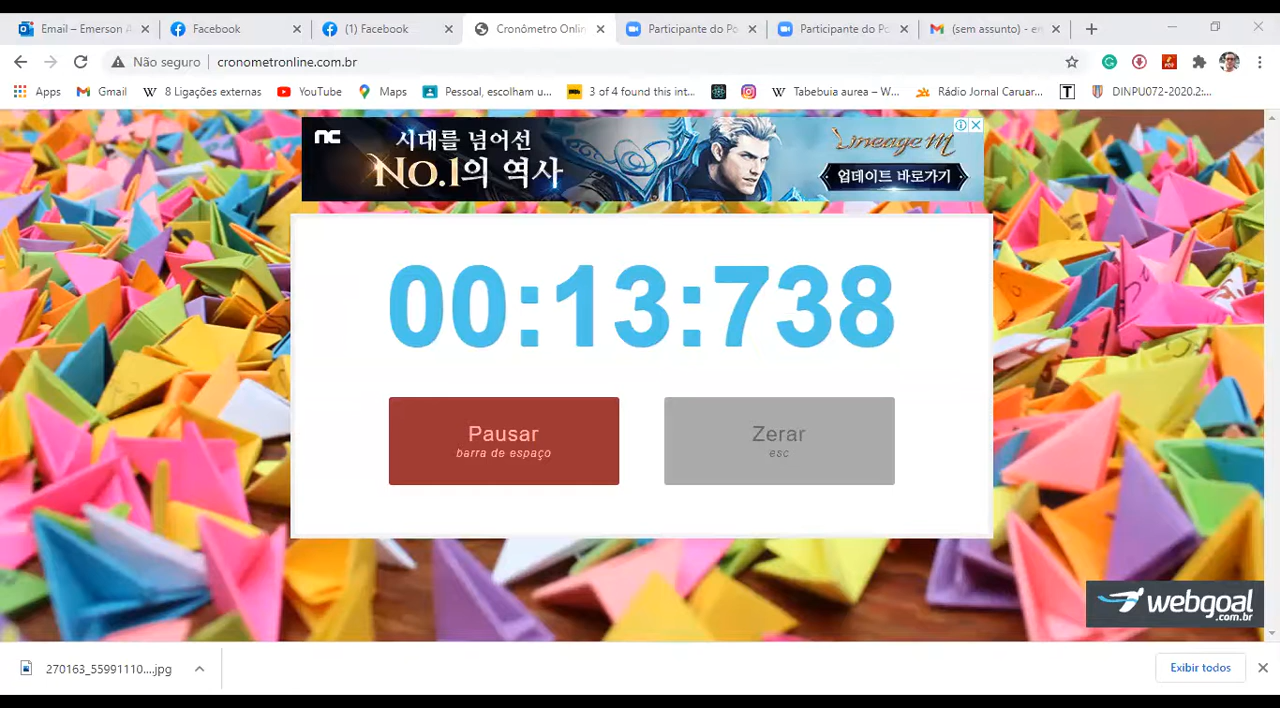 Email – Emerson A
Facebook
(1) Facebook
Cronômetro Onlin
Participante do Po
Participante do Po
(sem assunto) - en
Não seguro
cronometronline.com.br
Apps
Gmail
W 8 Ligações externas
YouTube
Maps
Pessoal, escolham u...
3 of 4 found this int...
W Tabebuia aurea – W...
Rádio Jornal Caruar...
T
DINPU072-2020.2:...
NC
시대를 넘어선
NO.1의 역사
Lineage M
업데이트 바로가기
00:13:738
Pausar
barra de espaço
Zerar
esc
webgoal
.com.br
270163_55991110....jpg
Exibir todos